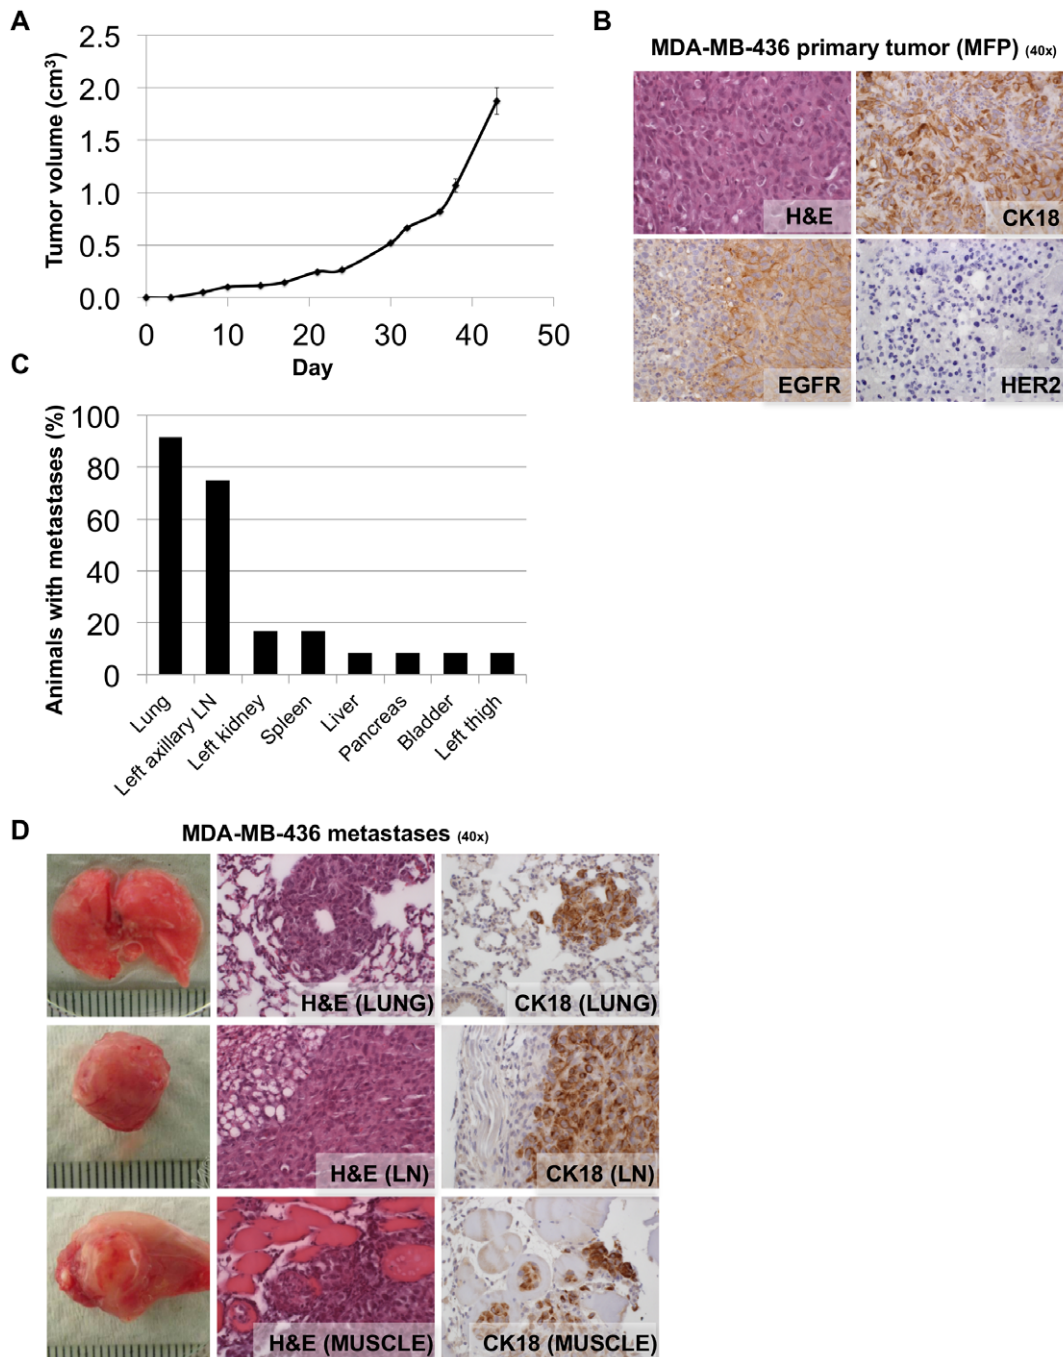 A
Tumor volume (cm³)
2.5
2.0
1.5
1.0
0.5
0.0
0 10 20 30 40 50
Day
B
MDA-MB-436 primary tumor (MFP) (40x)
H&E CK18
EGFR HER2
C
Animals with metastases (%)
100
80
60
40
20
0
Lung
Left axillary LN
Left kidney
Spleen
Liver
Pancreas
Bladder
Left thigh
D
MDA-MB-436 metastases (40x)
H&E (LUNG) CK18 (LUNG)
H&E (LN) CK18 (LN)
H&E (MUSCLE) CK18 (MUSCLE)